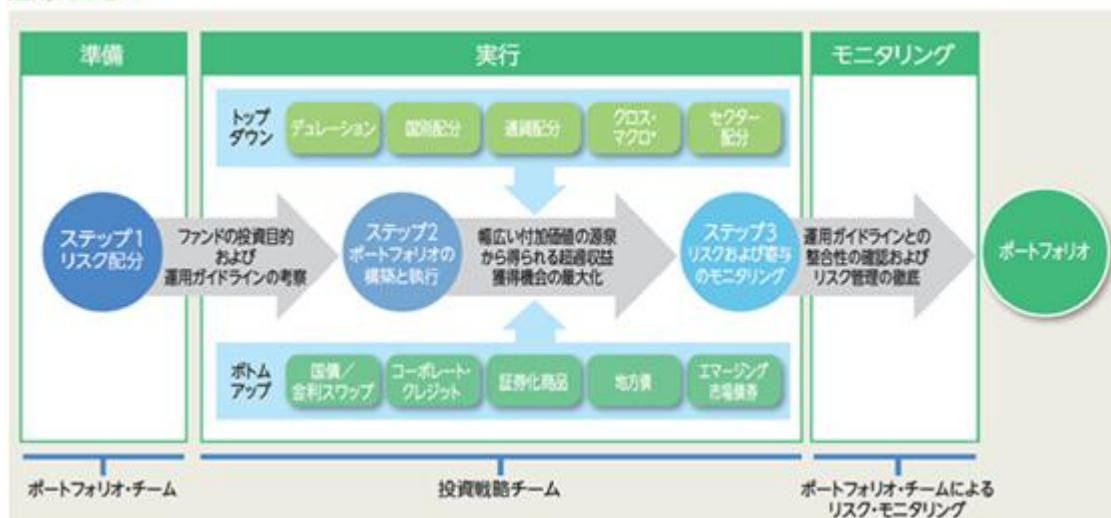 準備
実行
モニタリング
トップ
ダウン
デュレーション
国別配分
通貨配分
クロス・
マクロ*
セクター
配分
ステップ1
リスク配分
ファンドの投資目的
および
運用ガイドラインの考察
ステップ2
ポートフォリオの
構築と執行
幅広い付加価値の源泉
から得られる超過収益
獲得機会の最大化
ステップ3
リスクおよび寄与
のモニタリング
運用ガイドラインとの
整合性の確認および
リスク管理の徹底
ポートフォリオ
ボトム
アップ
国債/
金利スワップ
コーポレート・
クレジット
証券化商品
地方債
エマージング
市場債券
ポートフォリオ・チーム
投資戦略チーム
ポートフォリオ・チームによる
リスク・モニタリング